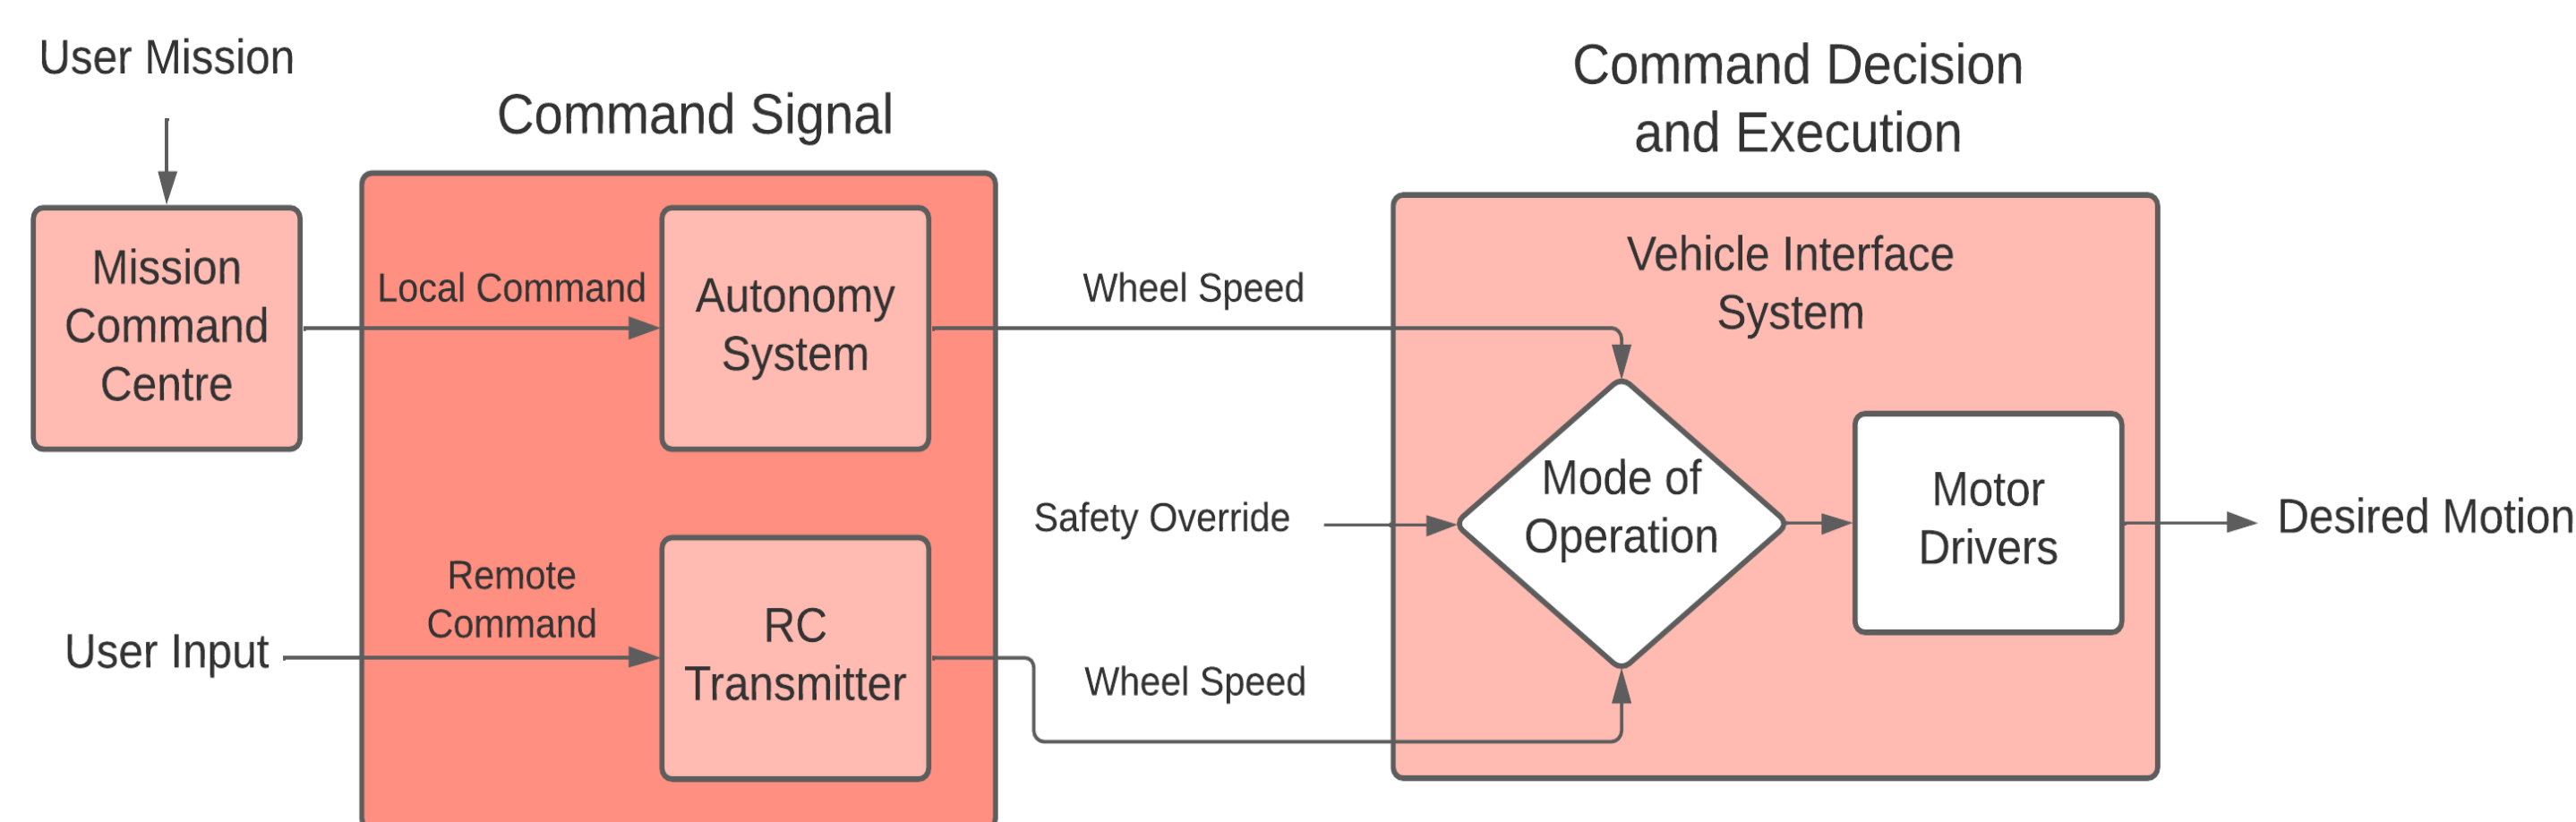 User Mission
Command Signal
Command Decision
and Execution
Mission
Command
Centre
Local Command
Autonomy
System
Wheel Speed
Vehicle Interface
System
Safety Override
Mode of
Operation
Motor
Drivers
Desired Motion
User Input
Remote
Command
RC
Transmitter
Wheel Speed